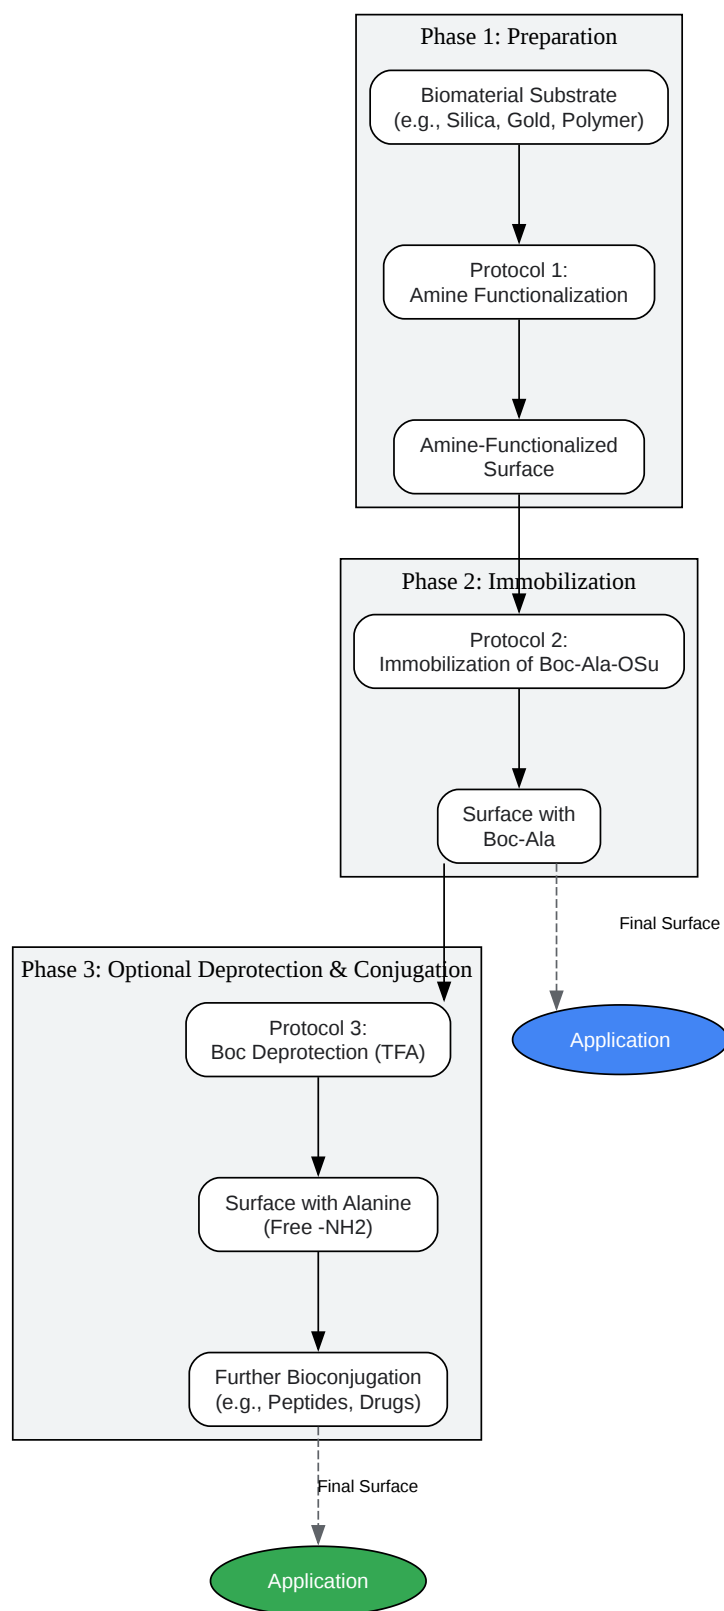 Phase 1: Preparation
Biomaterial Substrate
(e.g., Silica, Gold, Polymer)
Protocol 1:
Amine Functionalization
Amine-Functionalized
Surface
Phase 2: Immobilization
Protocol 2:
Immobilization of Boc-Ala-OSu
Surface with
Boc-Ala
Final Surface
Phase 3: Optional Deprotection & Conjugation
Protocol 3:
Boc Deprotection (TFA)
Application
Surface with Alanine
(Free -NH2)
Further Bioconjugation
(e.g., Peptides, Drugs)
Final Surface
Application